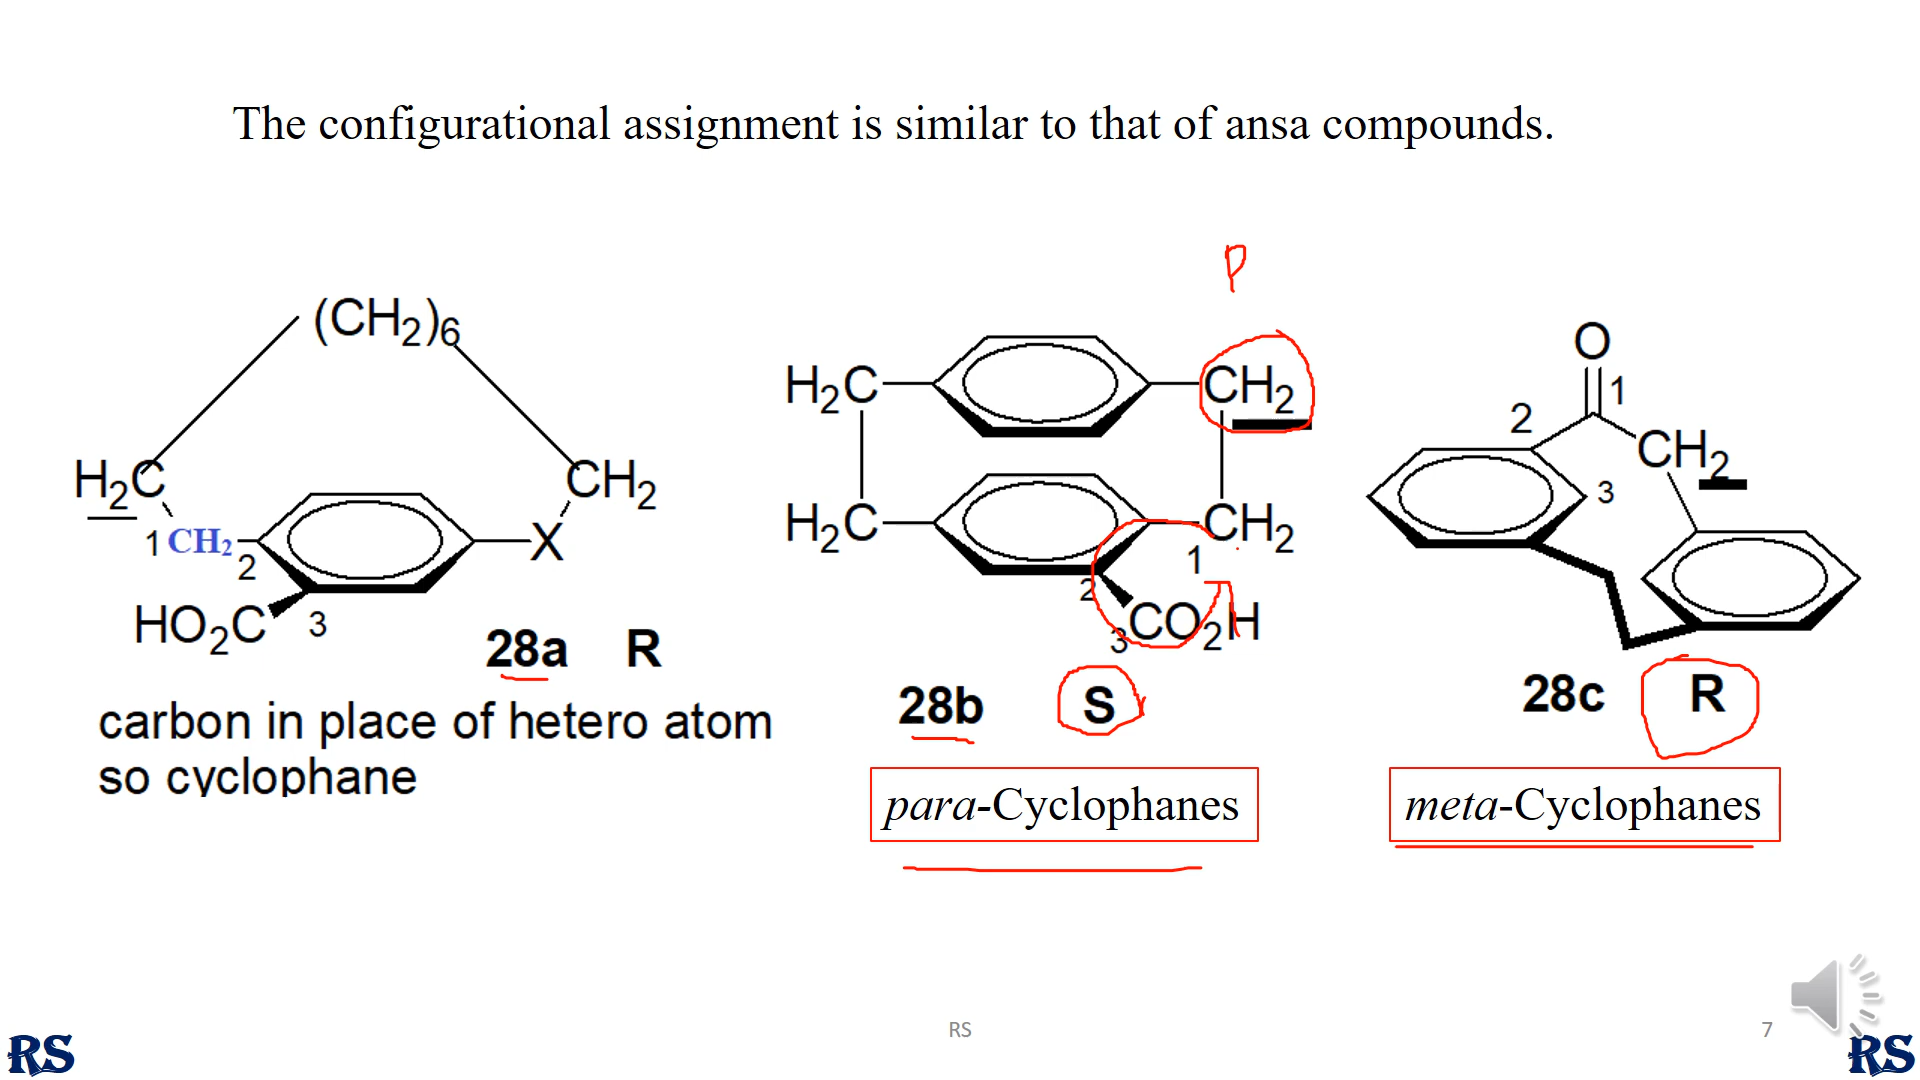 The configurational assignment is similar to that of ansa compounds.
(CH2)6
H2C
CH2
1 CH2
2
X
HO2C
3
28a R
carbon in place of hetero atom
so cyclophane
P
H2C
CH2
H2C
CH2
1
2
3
CO2H
28b S
para-Cyclophanes
O
1
2
CH2
3
28c R
meta-Cyclophanes
RS
7
RS
RS